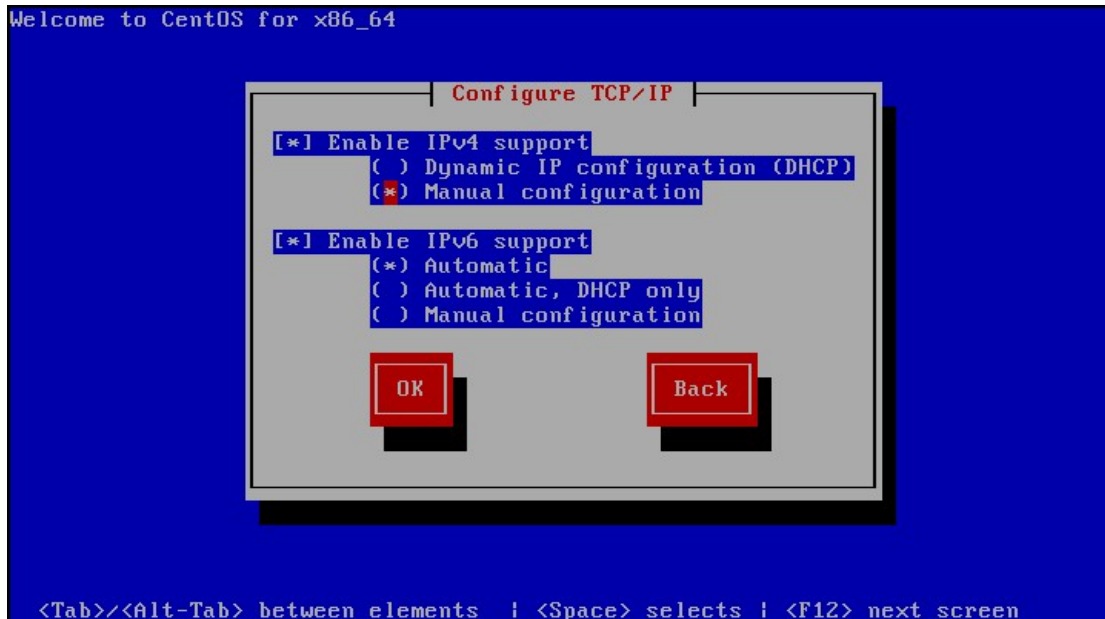 Welcome to CentOS for x86_64
Configure TCP/IP
[*] Enable IPv4 support
( ) Dynamic IP configuration (DHCP)
(*) Manual configuration
[*] Enable IPv6 support
(*) Automatic
( ) Automatic, DHCP only
( ) Manual configuration
OK Back
<Tab>/<Alt-Tab> between elements | <Space> selects | <F12> next screen